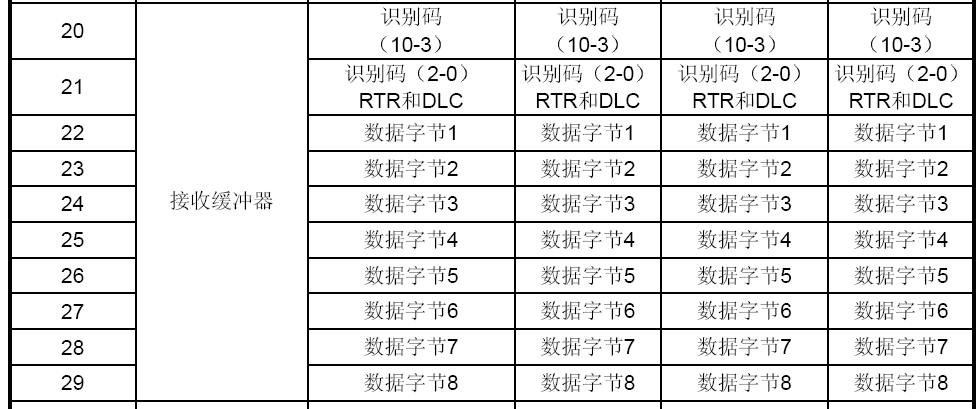 20 识别码 识别码 识别码 识别码
（10-3） （10-3） （10-3） （10-3）
21 识别码（2-0） 识别码（2-0） 识别码（2-0） 识别码（2-0）
RTR和DLC RTR和DLC RTR和DLC RTR和DLC
22 数据字节1 数据字节1 数据字节1 数据字节1
23 数据字节2 数据字节2 数据字节2 数据字节2
24 接收缓冲器 数据字节3 数据字节3 数据字节3 数据字节3
25 数据字节4 数据字节4 数据字节4 数据字节4
26 数据字节5 数据字节5 数据字节5 数据字节5
27 数据字节6 数据字节6 数据字节6 数据字节6
28 数据字节7 数据字节7 数据字节7 数据字节7
29 数据字节8 数据字节8 数据字节8 数据字节8